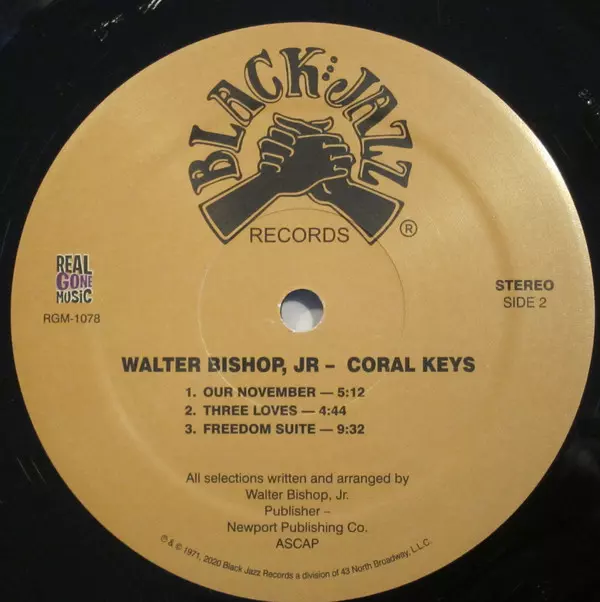 BLACK JAZZ
RECORDS ®
REAL
GONE
MUSIC
RGM-1078
STEREO
SIDE 2
WALTER BISHOP, JR – CORAL KEYS
1. OUR NOVEMBER — 5:12
2. THREE LOVES — 4:44
3. FREEDOM SUITE — 9:32
All selections written and arranged by
Walter Bishop, Jr.
Publisher –
Newport Publishing Co.
ASCAP
℗ & © 1971, 2020 Black Jazz Records a division of 43 North Broadway, L.L.C.